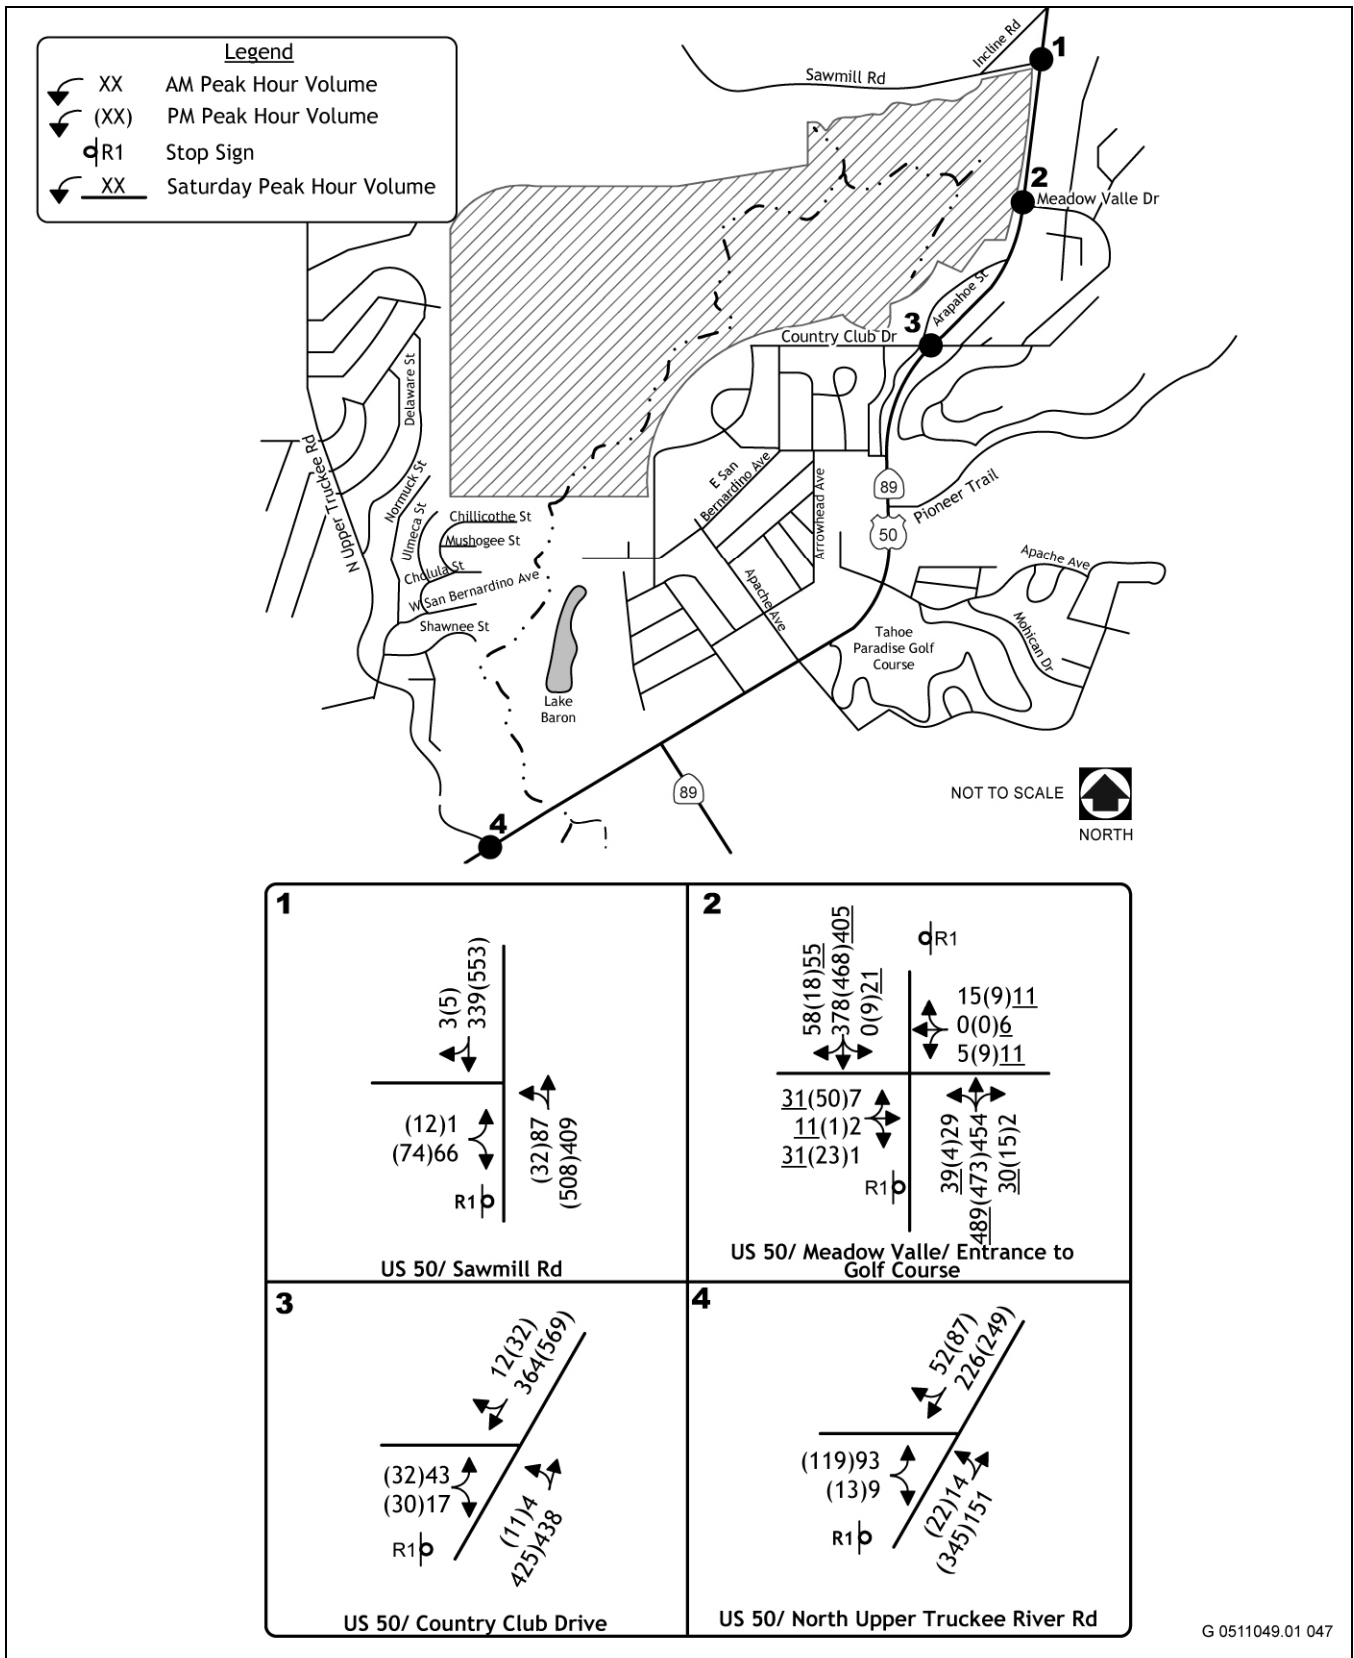 Legend
XX AM Peak Hour Volume
(XX) PM Peak Hour Volume
R1 Stop Sign
XX Saturday Peak Hour Volume
Incline Rd
1
Sawmill Rd
2
Meadow Valle Dr
Arapahoe St
3
Country Club Dr
Delaware St
N Upper Truckee Rd
Normuck St
Ulmeca St
Chillicothe St
Mushogee St
Cholula St
W San Bernardino Ave
Shawnee St
E San
Bernardino Ave
Arrowhead Ave
Apache Ave
89
Pioneer Trail
50
Apache Ave
Mohican Dr
Tahoe
Paradise Golf
Course
Lake
Baron
89
4
NOT TO SCALE
NORTH
1
3(5)
339(553)
(12)1
(74)66
(32)87
(508)409
R1
US 50/ Sawmill Rd
2
58(18)55
378(468)405
0(9)21
R1
15(9)11
0(0)6
5(9)11
31(50)7
11(1)2
31(23)1
39(4)29
489(473)454
30(15)2
R1
US 50/ Meadow Valle/ Entrance to
Golf Course
3
12(32)
364(569)
(32)43
(30)17
(11)4
425)438
R1
US 50/ Country Club Drive
4
52(87)
226(249)
(119)93
(13)9
(22)14
(345)151
R1
US 50/ North Upper Truckee River Rd
G 0511049.01 047